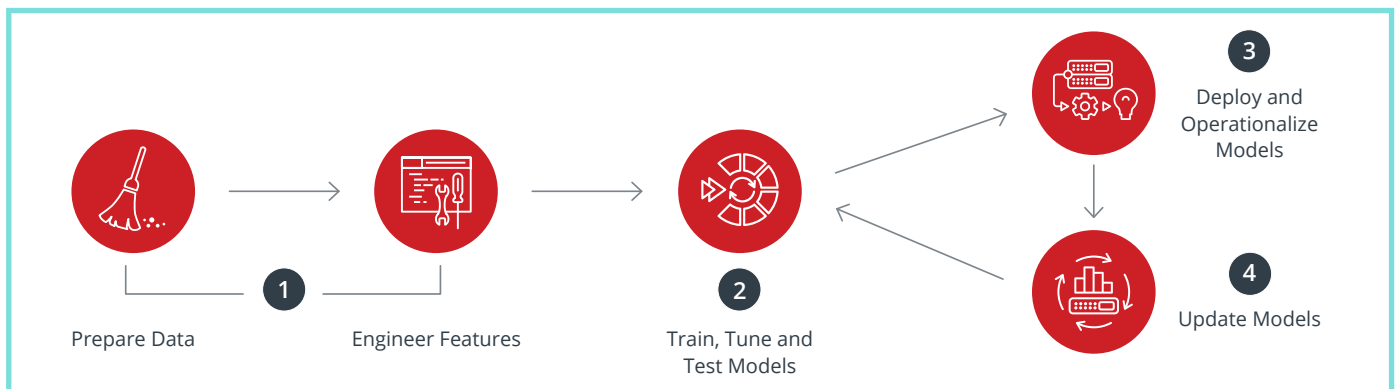 1
Prepare Data
Engineer Features
2
Train, Tune and
Test Models
3
Deploy and
Operationalize
Models
4
Update Models